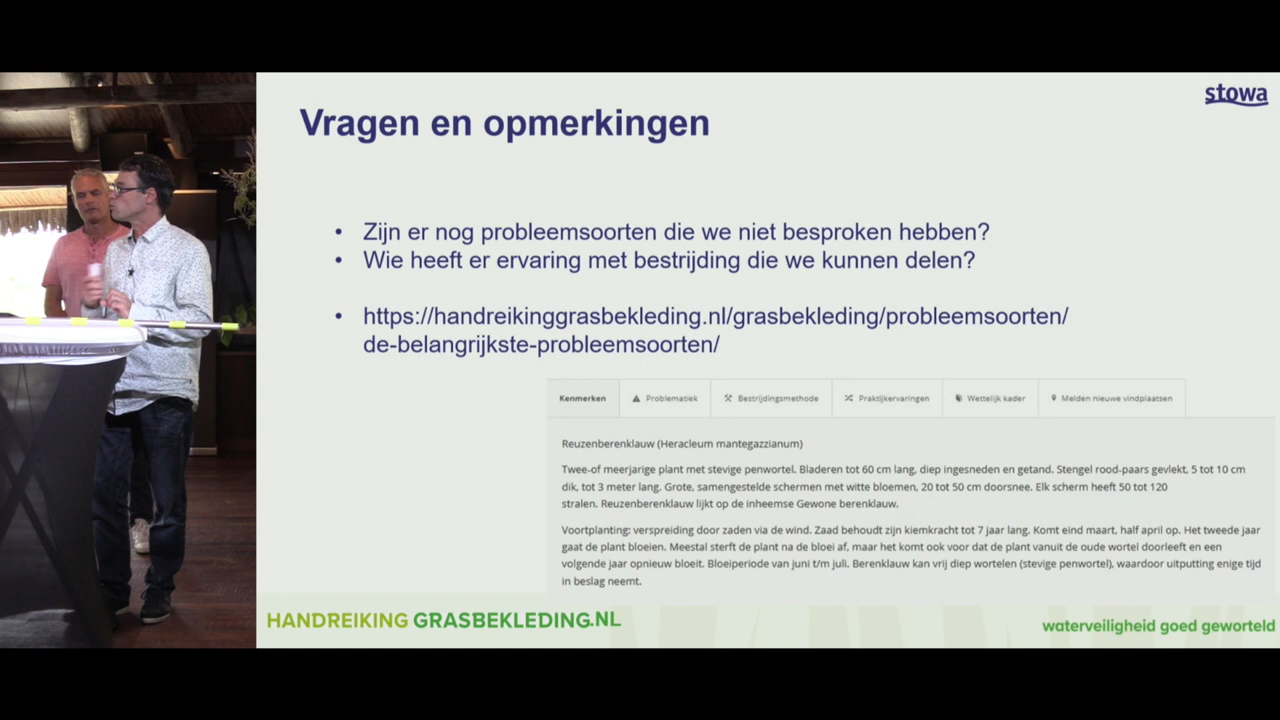 stowa
Vragen en opmerkingen
• Zijn er nog probleemsoorten die we niet besproken hebben?
• Wie heeft er ervaring met bestrijding die we kunnen delen?
• https://handreikinggrasbekleding.nl/grasbekleding/probleemsoorten/
de-belangrijkste-probleemsoorten/
Kenmerken Problematiek Bestrijdingsmethode Praktijkervaringen Wettelijk kader Melden nieuwe vindplaatsen
Reuzenberenklauw (Heracleum mantegazzianum)
Twee-of meerjarige plant met stevige penwortel. Bladeren tot 60 cm lang, diep ingesneden en getand. Stengel rood-paars gevlekt, 5 tot 10 cm
dik, tot 3 meter lang. Grote, samengestelde schermen met witte bloemen, 20 tot 50 cm doorsnee. Elk scherm heeft 50 tot 120
stralen. Reuzenberenklauw lijkt op de inheemse Gewone berenklauw.
Voortplanting: verspreiding door zaden via de wind. Zaad behoudt zijn kiemkracht tot 7 jaar lang. Komt eind maart, half april op. Het tweede jaar
gaat de plant bloeien. Meestal sterft de plant na de bloei af, maar het komt ook voor dat de plant vanuit de oude wortel doorleeft en een
volgende jaar opnieuw bloeit. Bloeiperiode van juni t/m juli. Berenklauw kan vrij diep wortelen (stevige penwortel), waardoor uitputting enige tijd
in beslag neemt.
HANDREIKING GRASBEKLEDING.NL
waterveiligheid goed geworteld